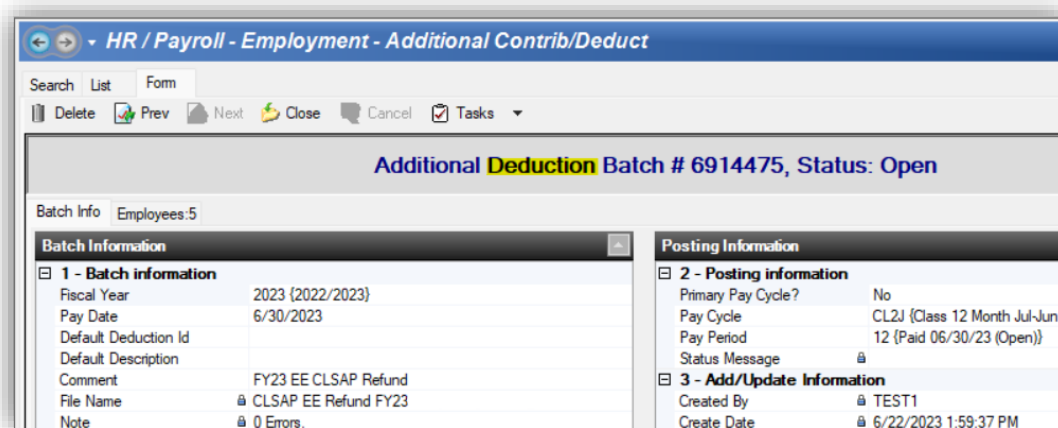 HR / Payroll - Employment - Additional Contrib/Deduct
Search List Form
Delete Prev Next Close Cancel Tasks
Additional Deduction Batch # 6914475, Status: Open
Batch Info Employees:5
Batch Information
1 - Batch information
Fiscal Year 2023 {2022/2023}
Pay Date 6/30/2023
Default Deduction Id
Default Description
Comment FY23 EE CLSAP Refund
File Name CLSAP EE Refund FY23
Note 0 Errors.
Posting Information
2 - Posting information
Primary Pay Cycle? No
Pay Cycle CL2J {Class 12 Month Jul-Jun
Pay Period 12 {Paid 06/30/23 (Open)}
Status Message
3 - Add/Update Information
Created By TEST1
Create Date 6/22/2023 1:59:37 PM